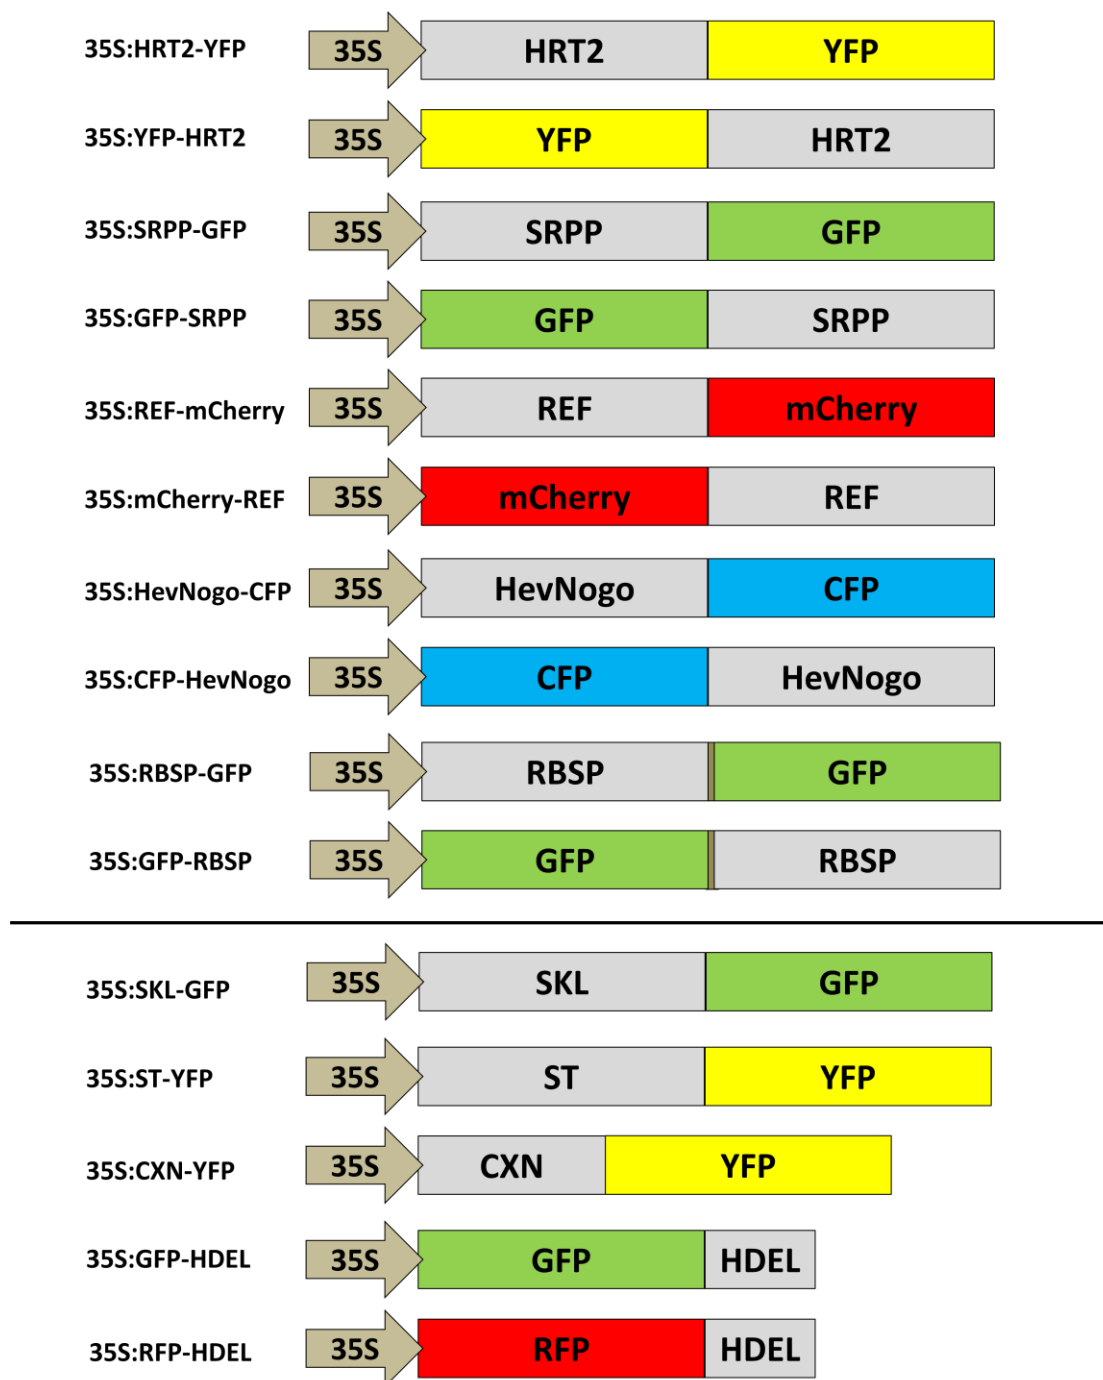 35S:HRT2-YFP 35S HRT2 YFP
35S:YFP-HRT2 35S YFP HRT2
35S:SRPP-GFP 35S SRPP GFP
35S:GFP-SRPP 35S GFP SRPP
35S:REF-mCherry 35S REF mCherry
35S:mCherry-REF 35S mCherry REF
35S:HevNogo-CFP 35S HevNogo CFP
35S:CFP-HevNogo 35S CFP HevNogo
35S:RBSP-GFP 35S RBSP GFP
35S:GFP-RBSP 35S GFP RBSP
35S:SKL-GFP 35S SKL GFP
35S:ST-YFP 35S ST YFP
35S:CXN-YFP 35S CXN YFP
35S:GFP-HDEL 35S GFP HDEL
35S:RFP-HDEL 35S RFP HDEL